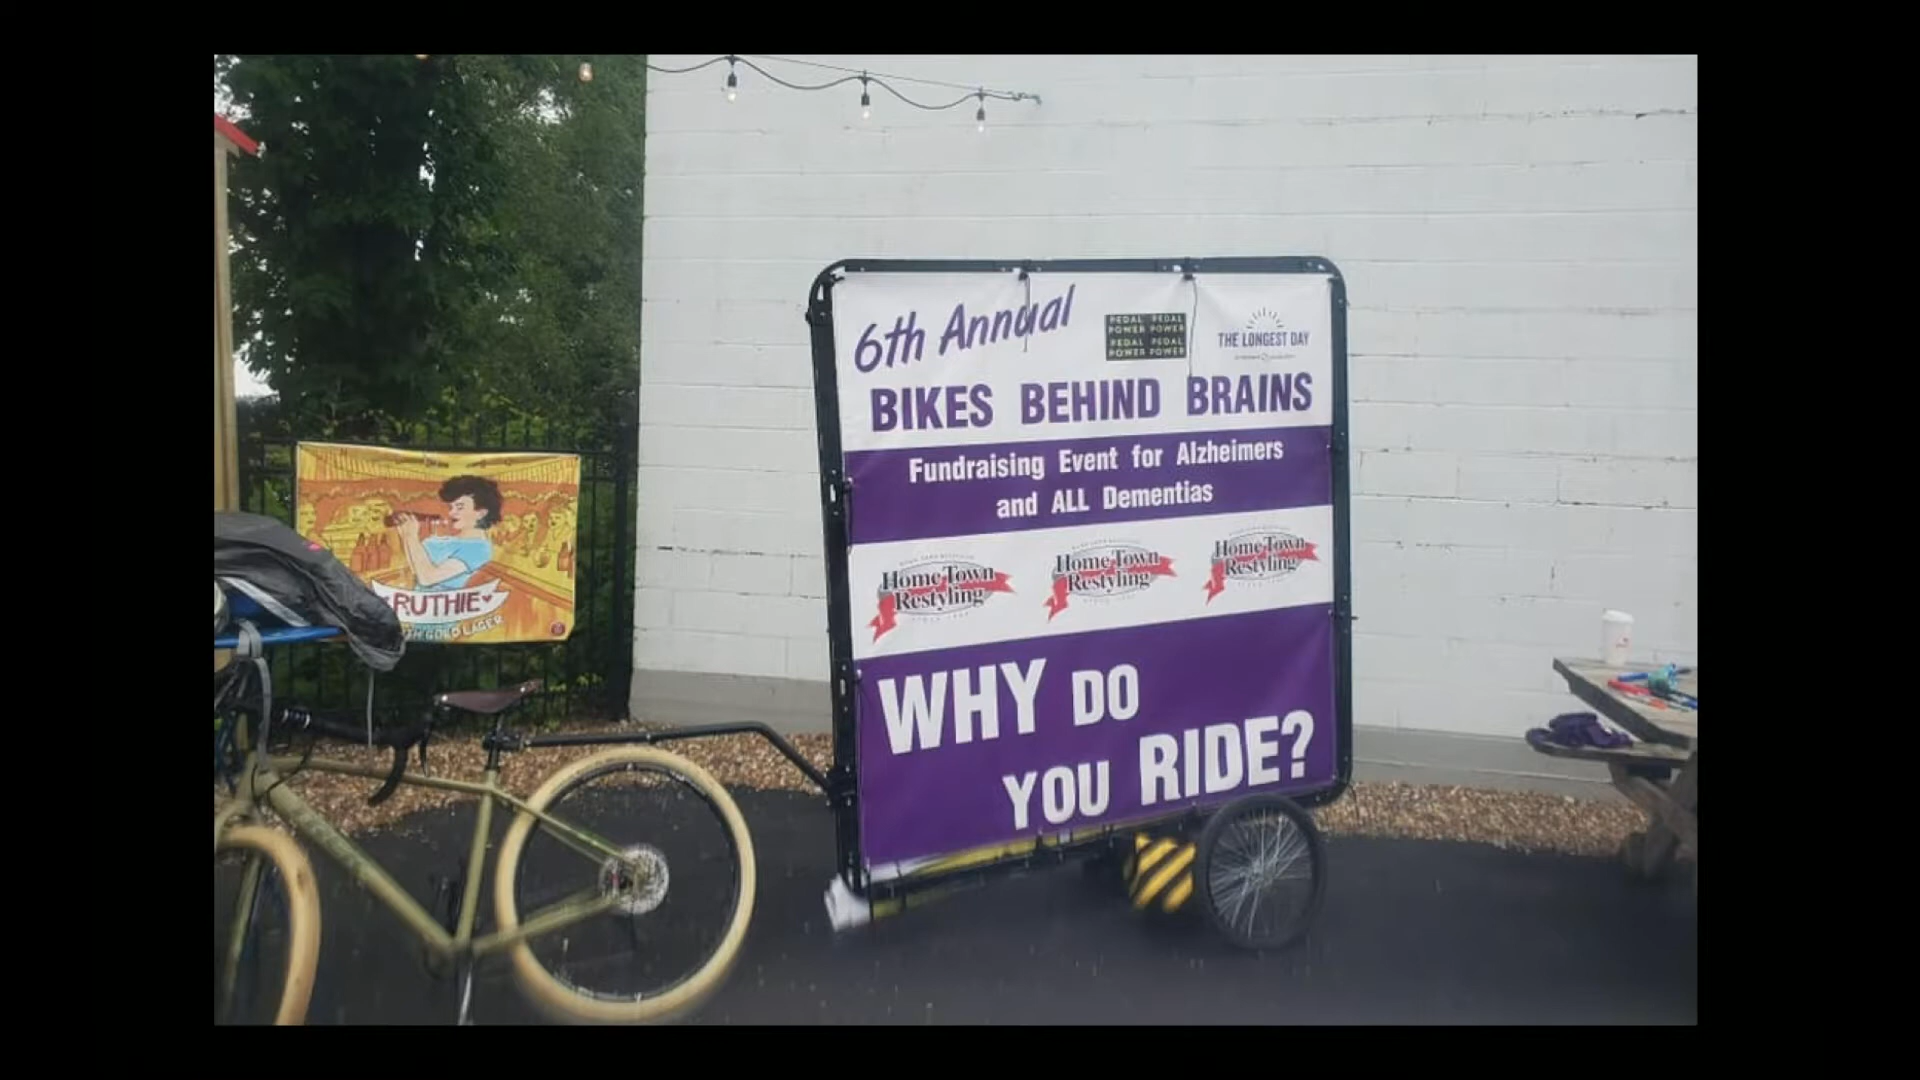 6th Annual
PEDAL PEDAL
POWER POWER
PEDAL PEDAL
POWER POWER
THE LONGEST DAY
BIKES BEHIND BRAINS
Fundraising Event for Alzheimers
and ALL Dementias
Home Town
Restyling
Home Town
Restyling
Home Town
Restyling
WHY DO
YOU RIDE?
RUTHIE
GOLD LAGER